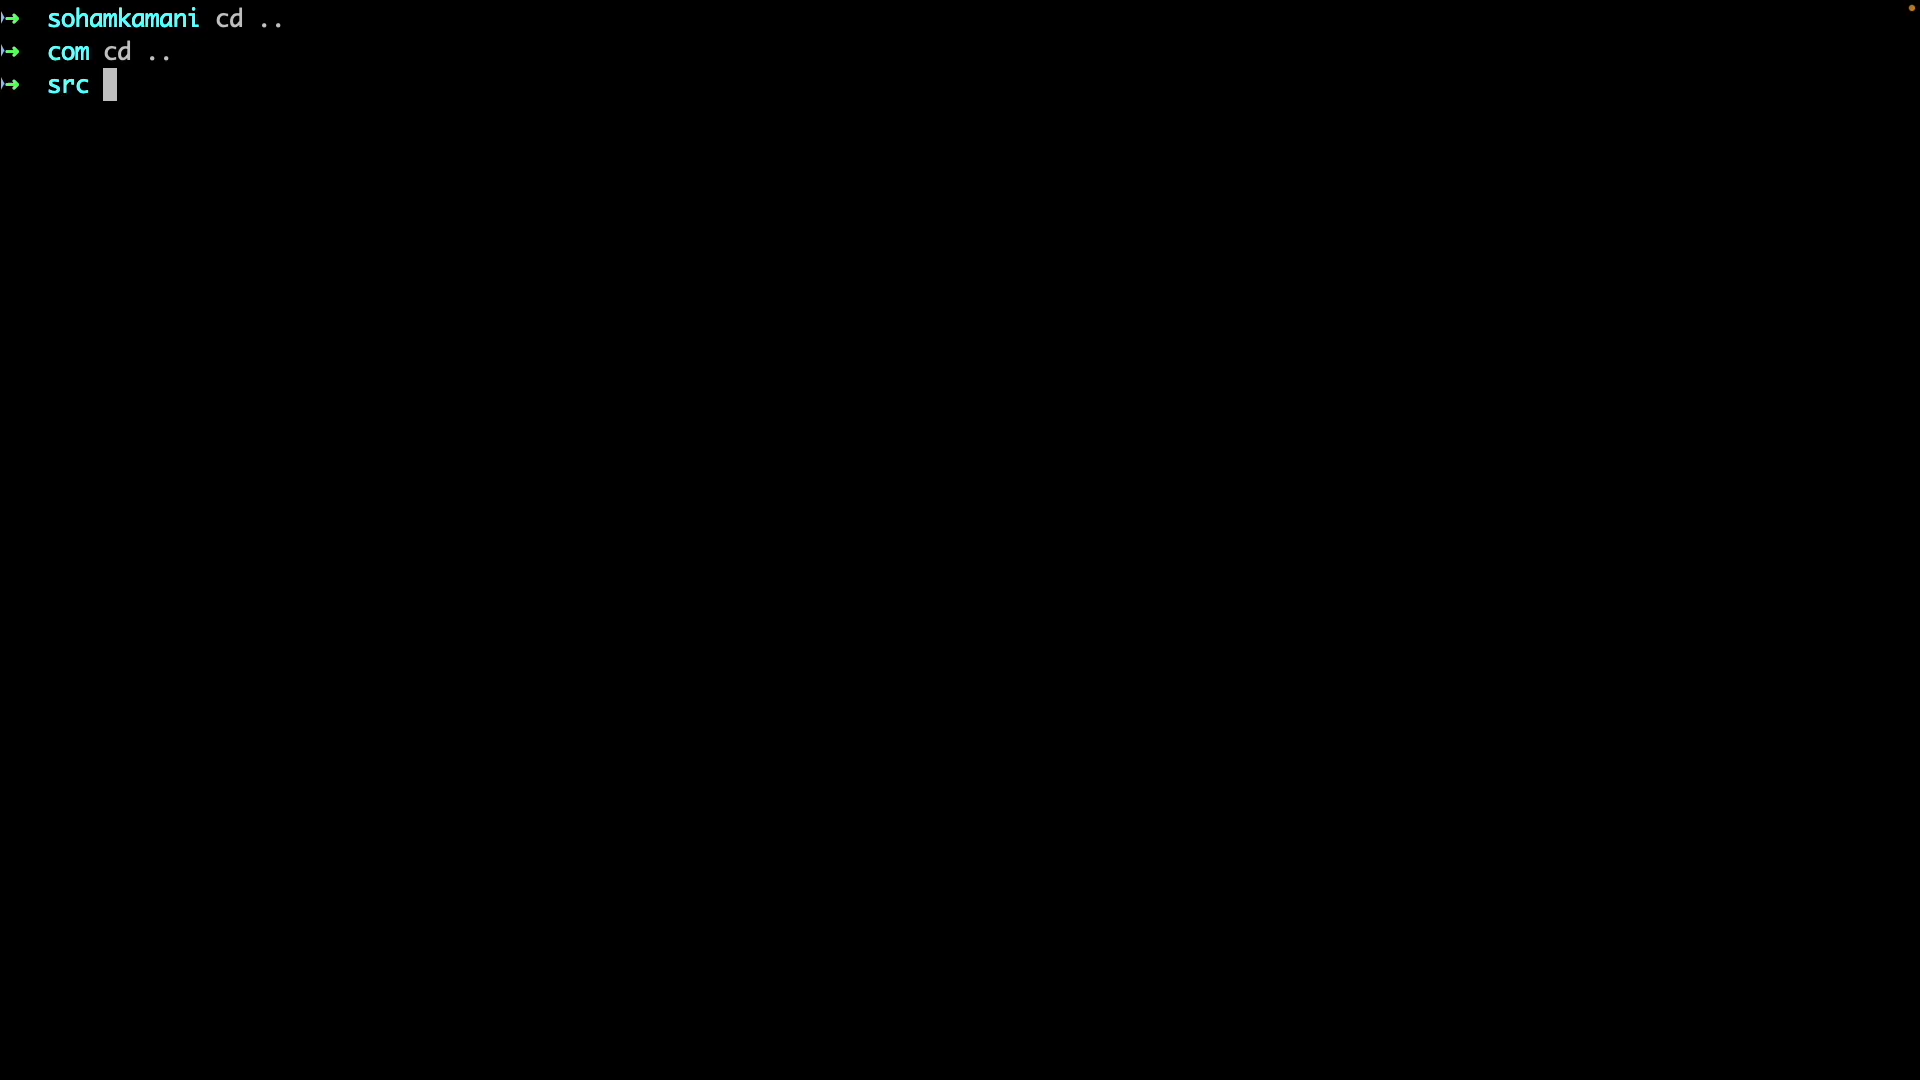 ➜ sohamkamani cd ..
➜ com cd ..
➜ src